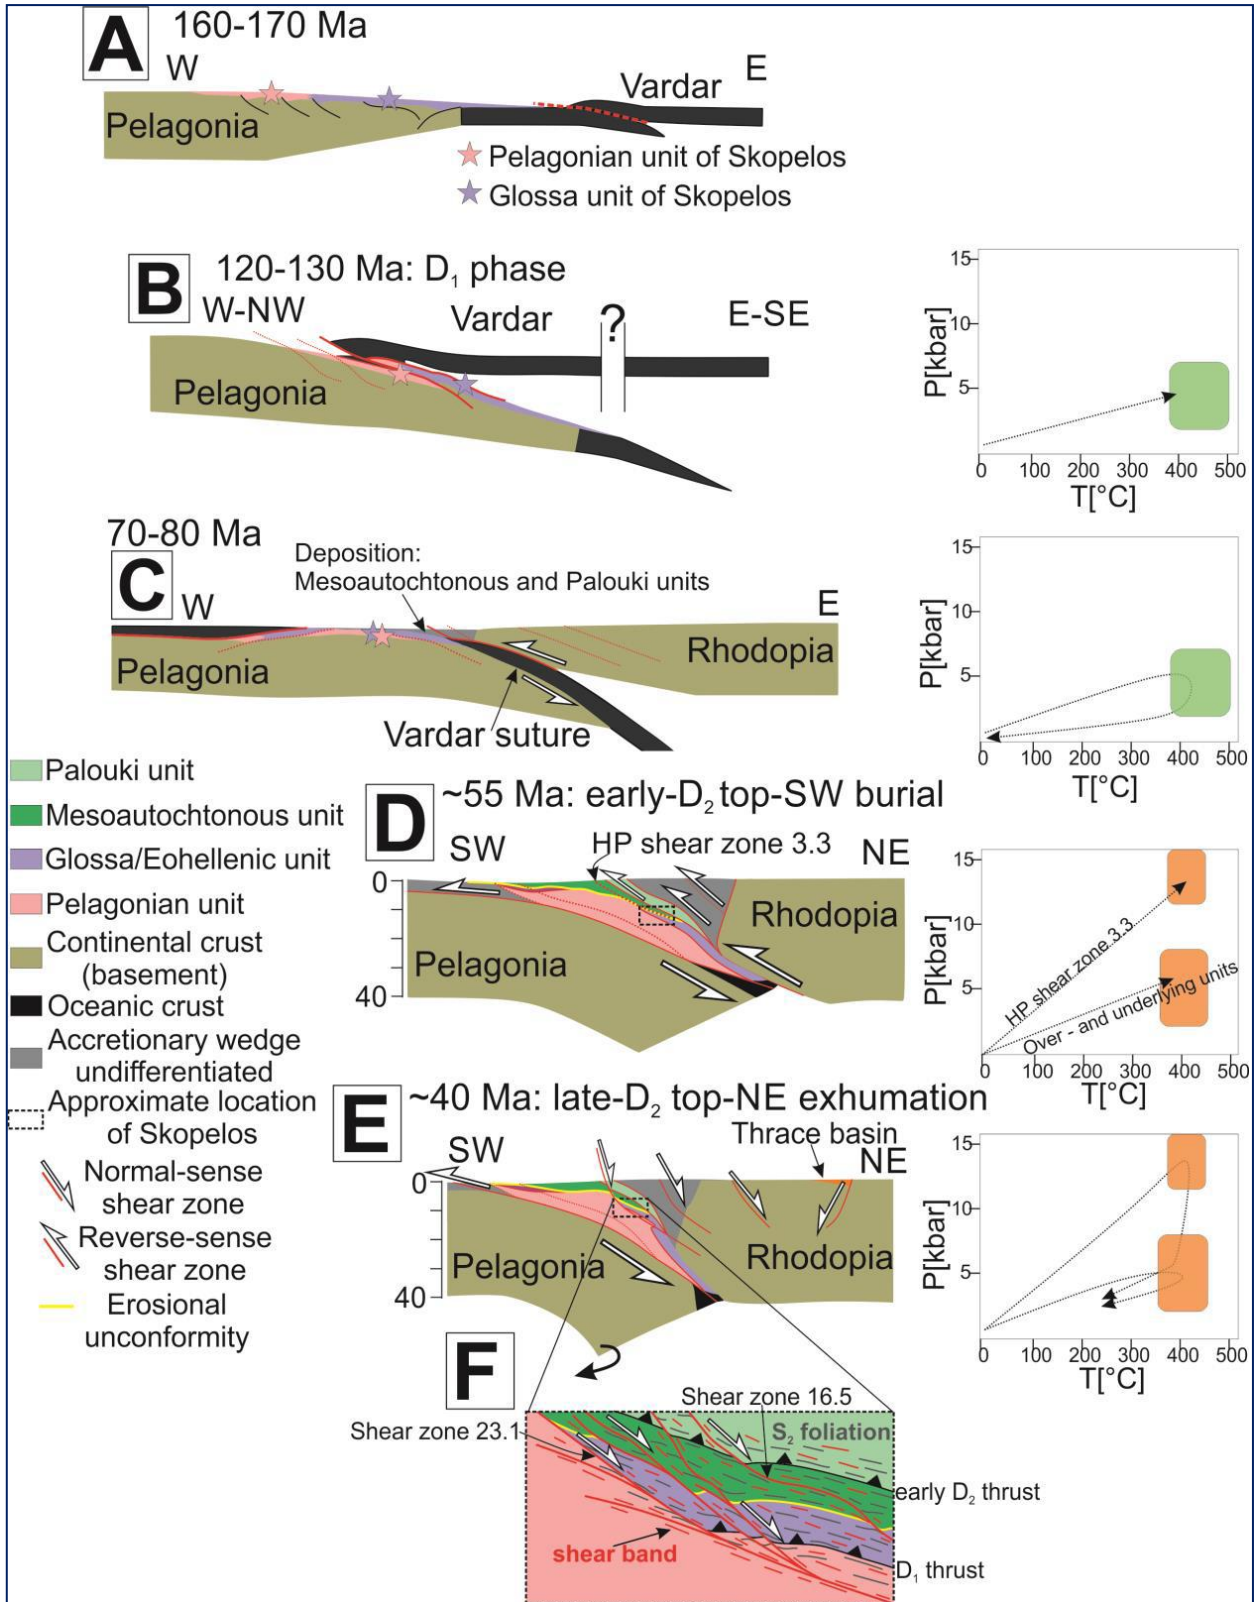 A
160-170 Ma
W
E
Vardar
Pelagonia
Pelagonian unit of Skopelos
Glossa unit of Skopelos
B
120-130 Ma: D₁ phase
W-NW
Vardar
?
E-SE
Pelagonia
P[kbar]
15
10
5
0 100 200 300 400 500
T[°C]
70-80 Ma
C
W
Deposition:
Mesoautochtonous and Palouki units
E
Pelagonia
Rhodopia
Vardar suture
P[kbar]
15
10
5
0 100 200 300 400 500
T[°C]
Palouki unit
Mesoautochtonous unit
Glossa/Eohellenic unit
Pelagonian unit
Continental crust
(basement)
Oceanic crust
Accretionary wedge
undifferentiated
Approximate location
of Skopelos
Normal-sense
shear zone
Reverse-sense
shear zone
Erosional
unconformity
D
~55 Ma: early-D₂ top-SW burial
SW
HP shear zone 3.3
NE
0
40
Pelagonia
Rhodopia
P[kbar]
15
10
5
HP shear zone 3.3
Over - and underlying units
0 100 200 300 400 500
T[°C]
E
~40 Ma: late-D₂ top-NE exhumation
SW
Thrace basin
NE
0
40
Pelagonia
Rhodopia
P[kbar]
15
10
5
0 100 200 300 400 500
T[°C]
F
Shear zone 16.5
Shear zone 23.1
S₂ foliation
early D₂ thrust
shear band
D₁ thrust